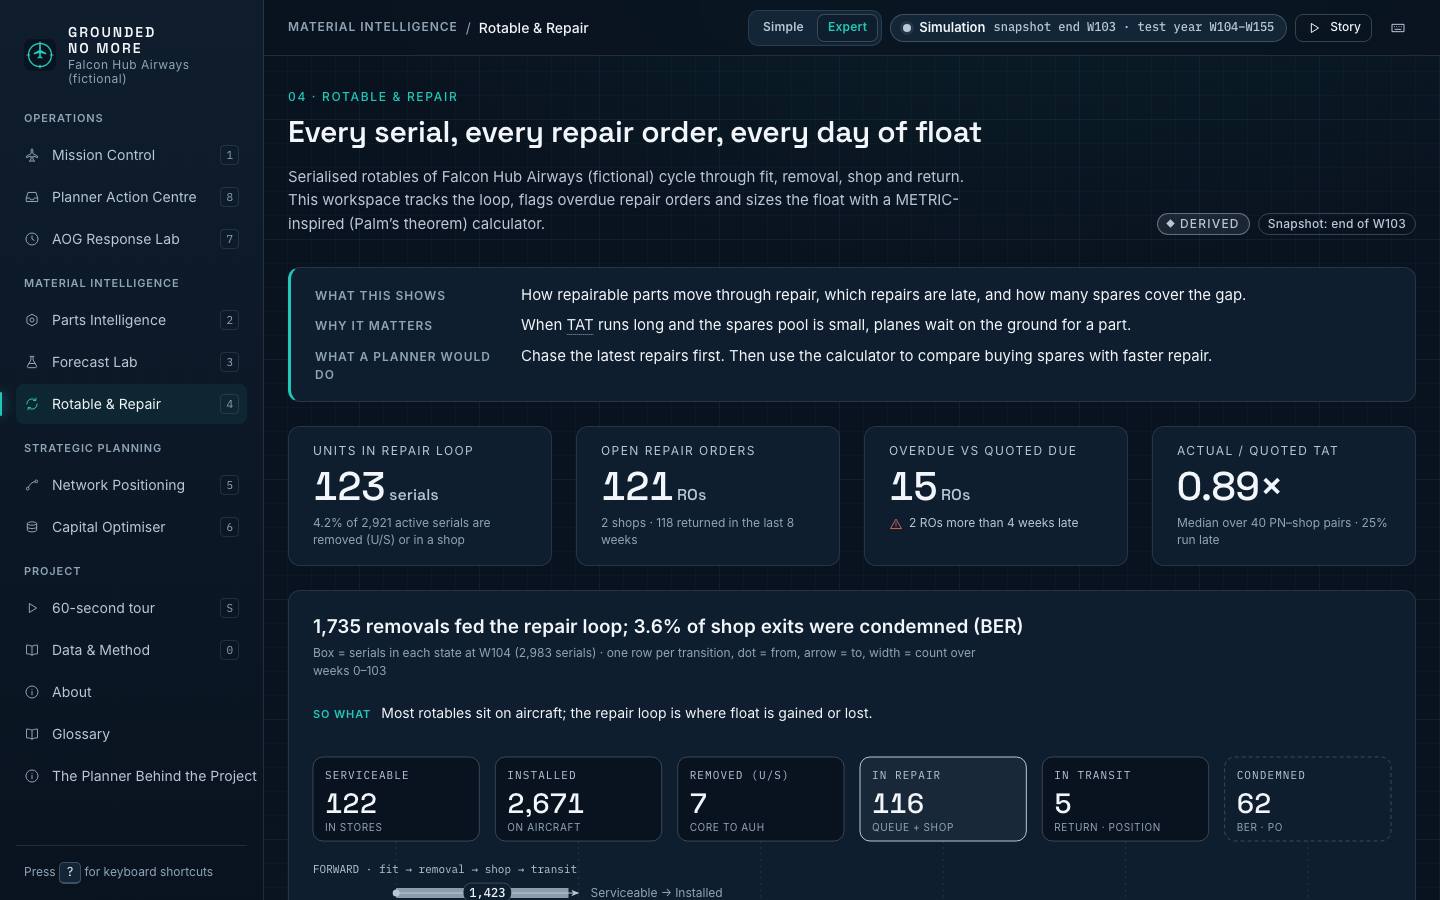 GROUNDED
NO MORE
Falcon Hub Airways
(fictional)
OPERATIONS
Mission Control 1
Planner Action Centre 8
AOG Response Lab 7
MATERIAL INTELLIGENCE
Parts Intelligence 2
Forecast Lab 3
Rotable & Repair 4
STRATEGIC PLANNING
Network Positioning 5
Capital Optimiser 6
PROJECT
60-second tour S
Data & Method 0
About
Glossary
The Planner Behind the Project
Press ? for keyboard shortcuts
MATERIAL INTELLIGENCE / Rotable & Repair
Simple Expert Simulation snapshot end W103 · test year W104–W155 Story
04 · ROTABLE & REPAIR
Every serial, every repair order, every day of float
Serialised rotables of Falcon Hub Airways (fictional) cycle through fit, removal, shop and return.
This workspace tracks the loop, flags overdue repair orders and sizes the float with a METRIC-
inspired (Palm's theorem) calculator.
◆ DERIVED Snapshot: end of W103
WHAT THIS SHOWS How repairable parts move through repair, which repairs are late, and how many spares cover the gap.
WHY IT MATTERS When TAT runs long and the spares pool is small, planes wait on the ground for a part.
WHAT A PLANNER WOULD Chase the latest repairs first. Then use the calculator to compare buying spares with faster repair.
DO
UNITS IN REPAIR LOOP
123 serials
4.2% of 2,921 active serials are
removed (U/S) or in a shop
OPEN REPAIR ORDERS
121 ROs
2 shops · 118 returned in the last 8
weeks
OVERDUE VS QUOTED DUE
15 ROs
2 ROs more than 4 weeks late
ACTUAL / QUOTED TAT
0.89×
Median over 40 PN–shop pairs · 25%
run late
1,735 removals fed the repair loop; 3.6% of shop exits were condemned (BER)
Box = serials in each state at W104 (2,983 serials) · one row per transition, dot = from, arrow = to, width = count over
weeks 0–103
SO WHAT Most rotables sit on aircraft; the repair loop is where float is gained or lost.
SERVICEABLE
122
IN STORES
INSTALLED
2,671
ON AIRCRAFT
REMOVED (U/S)
7
CORE TO AUH
IN REPAIR
116
QUEUE + SHOP
IN TRANSIT
5
RETURN · POSITION
CONDEMNED
62
BER · PO
FORWARD · fit → removal → shop → transit
1,423 Serviceable → Installed